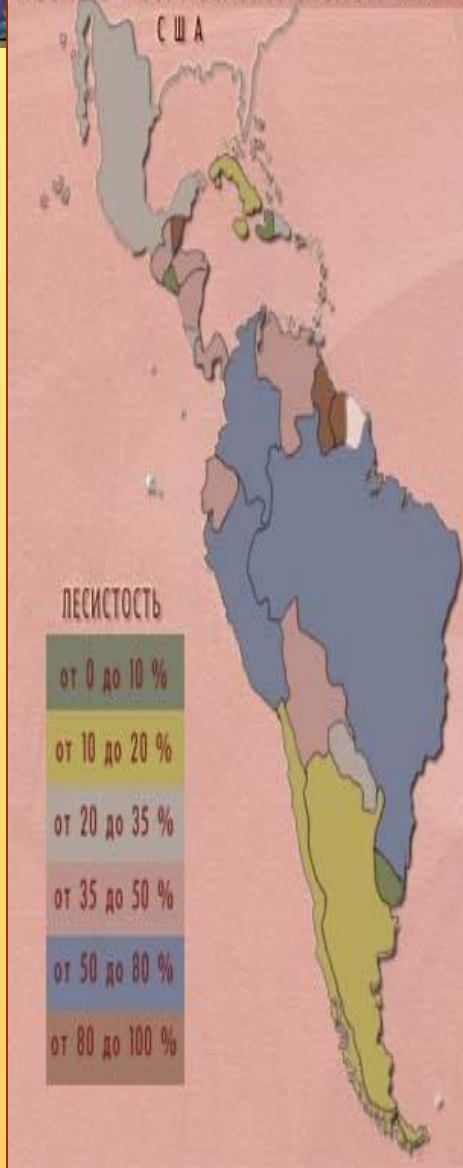 США
ЛЕСИСТОСТЬ
от 0 до 10 %
от 10 до 20 %
от 20 до 35 %
от 35 до 50 %
от 50 до 80 %
от 80 до 100 %